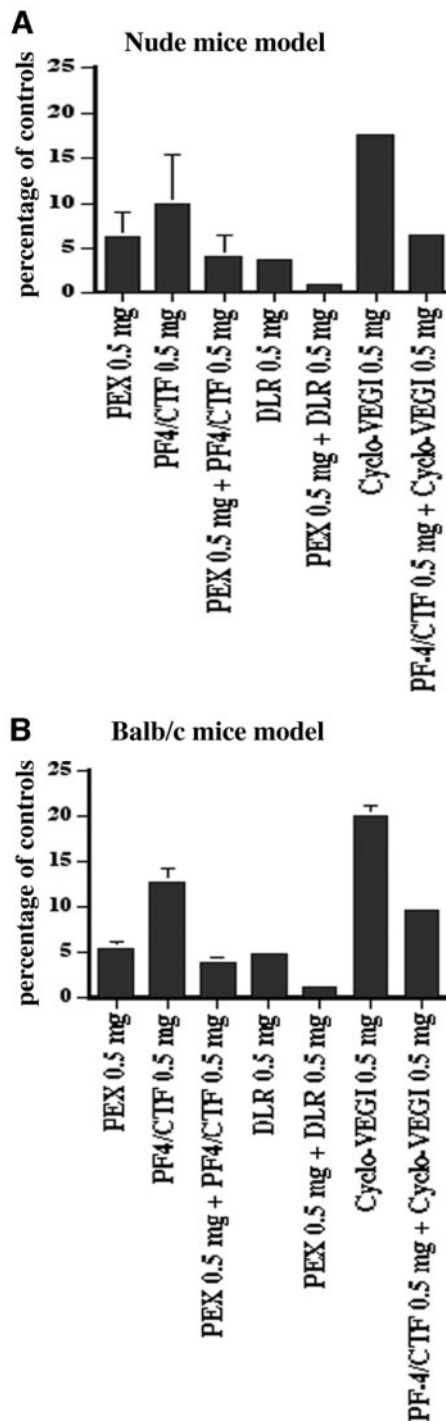 A
Nude mice model
percentage of controls
25
20
15
10
5
0
PEX 0.5 mg
PF4/CTF 0.5 mg
PEX 0.5 mg + PF4/CTF 0.5 mg
DLR 0.5 mg
PEX 0.5 mg + DLR 0.5 mg
Cyclo-VEGI 0.5 mg
PF-4/CTF 0.5 mg + Cyclo-VEGI 0.5 mg
B
Balb/c mice model
percentage of controls
25
20
15
10
5
0
PEX 0.5 mg
PF4/CTF 0.5 mg
PEX 0.5 mg + PF4/CTF 0.5 mg
DLR 0.5 mg
PEX 0.5 mg + DLR 0.5 mg
Cyclo-VEGI 0.5 mg
PF-4/CTF 0.5 mg + Cyclo-VEGI 0.5 mg